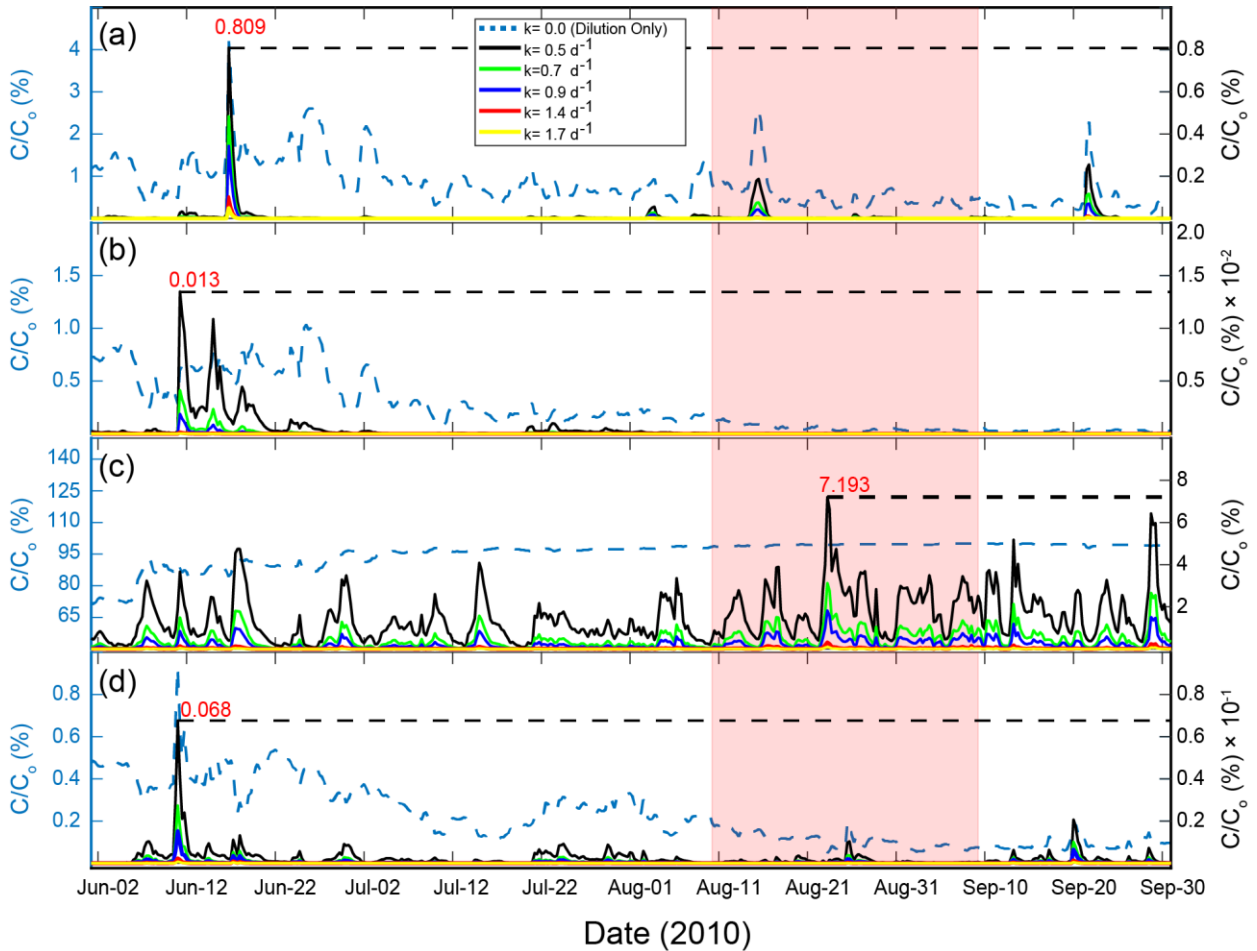 (a)
0.809
C/Cₒ (%)
4
3
2
1
k= 0.0 (Dilution Only)
k= 0.5 d⁻¹
k=0.7 d⁻¹
k= 0.9 d⁻¹
k= 1.4 d⁻¹
k= 1.7 d⁻¹
0.8
0.6
0.4
0.2
C/Cₒ (%)
(b)
0.013
C/Cₒ (%)
1.5
1.0
0.5
2.0
1.5
1.0
0.5
C/Cₒ (%) × 10⁻²
(c)
7.193
C/Cₒ (%)
140
125
110
95
80
65
8
6
4
2
C/Cₒ (%)
(d)
0.068
C/Cₒ (%)
0.8
0.6
0.4
0.2
0.8
0.6
0.4
0.2
C/Cₒ (%) × 10⁻¹
Jun-02 Jun-12 Jun-22 Jul-02 Jul-12 Jul-22 Aug-01 Aug-11 Aug-21 Aug-31 Sep-10 Sep-20 Sep-30
Date (2010)